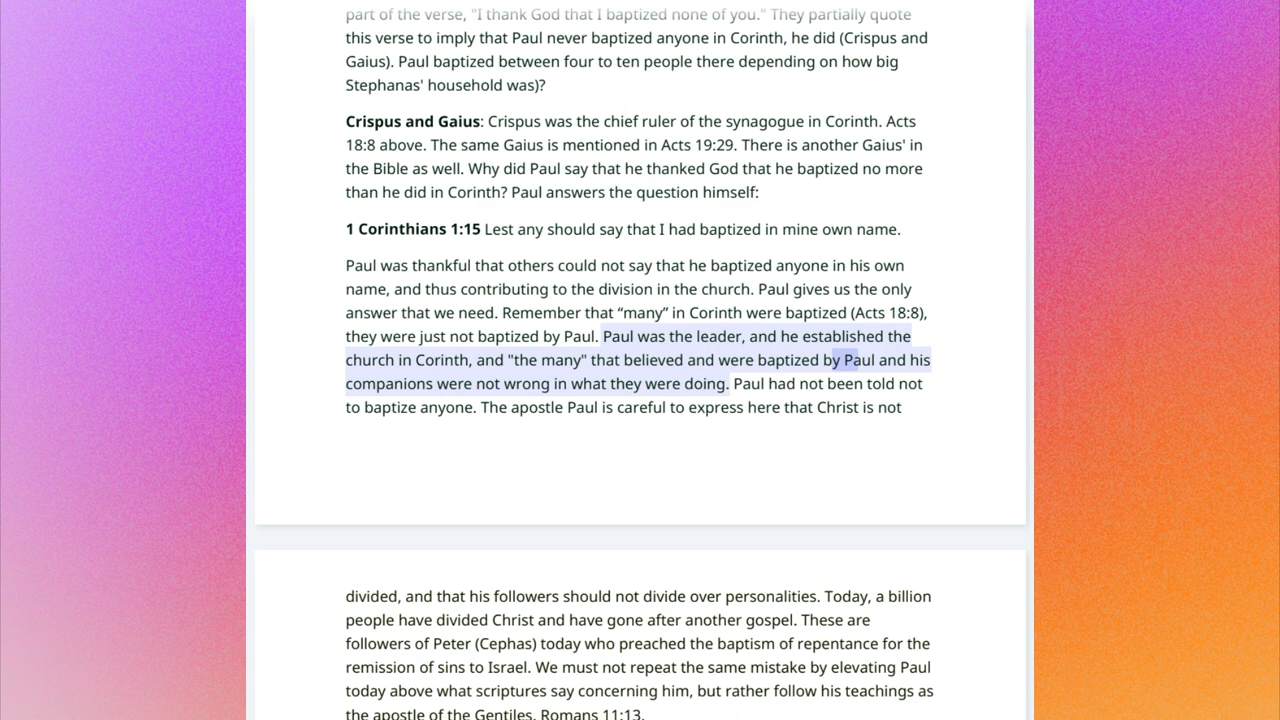 part of the verse, "I thank God that I baptized none of you." They partially quote
this verse to imply that Paul never baptized anyone in Corinth, he did (Crispus and
Gaius). Paul baptized between four to ten people there depending on how big
Stephanas' household was)?
Crispus and Gaius: Crispus was the chief ruler of the synagogue in Corinth. Acts
18:8 above. The same Gaius is mentioned in Acts 19:29. There is another Gaius' in
the Bible as well. Why did Paul say that he thanked God that he baptized no more
than he did in Corinth? Paul answers the question himself:
1 Corinthians 1:15 Lest any should say that I had baptized in mine own name.
Paul was thankful that others could not say that he baptized anyone in his own
name, and thus contributing to the division in the church. Paul gives us the only
answer that we need. Remember that “many” in Corinth were baptized (Acts 18:8),
they were just not baptized by Paul. Paul was the leader, and he established the
church in Corinth, and "the many" that believed and were baptized by Paul and his
companions were not wrong in what they were doing. Paul had not been told not
to baptize anyone. The apostle Paul is careful to express here that Christ is not
divided, and that his followers should not divide over personalities. Today, a billion
people have divided Christ and have gone after another gospel. These are
followers of Peter (Cephas) today who preached the baptism of repentance for the
remission of sins to Israel. We must not repeat the same mistake by elevating Paul
today above what scriptures say concerning him, but rather follow his teachings as
the apostle of the Gentiles. Romans 11:13.